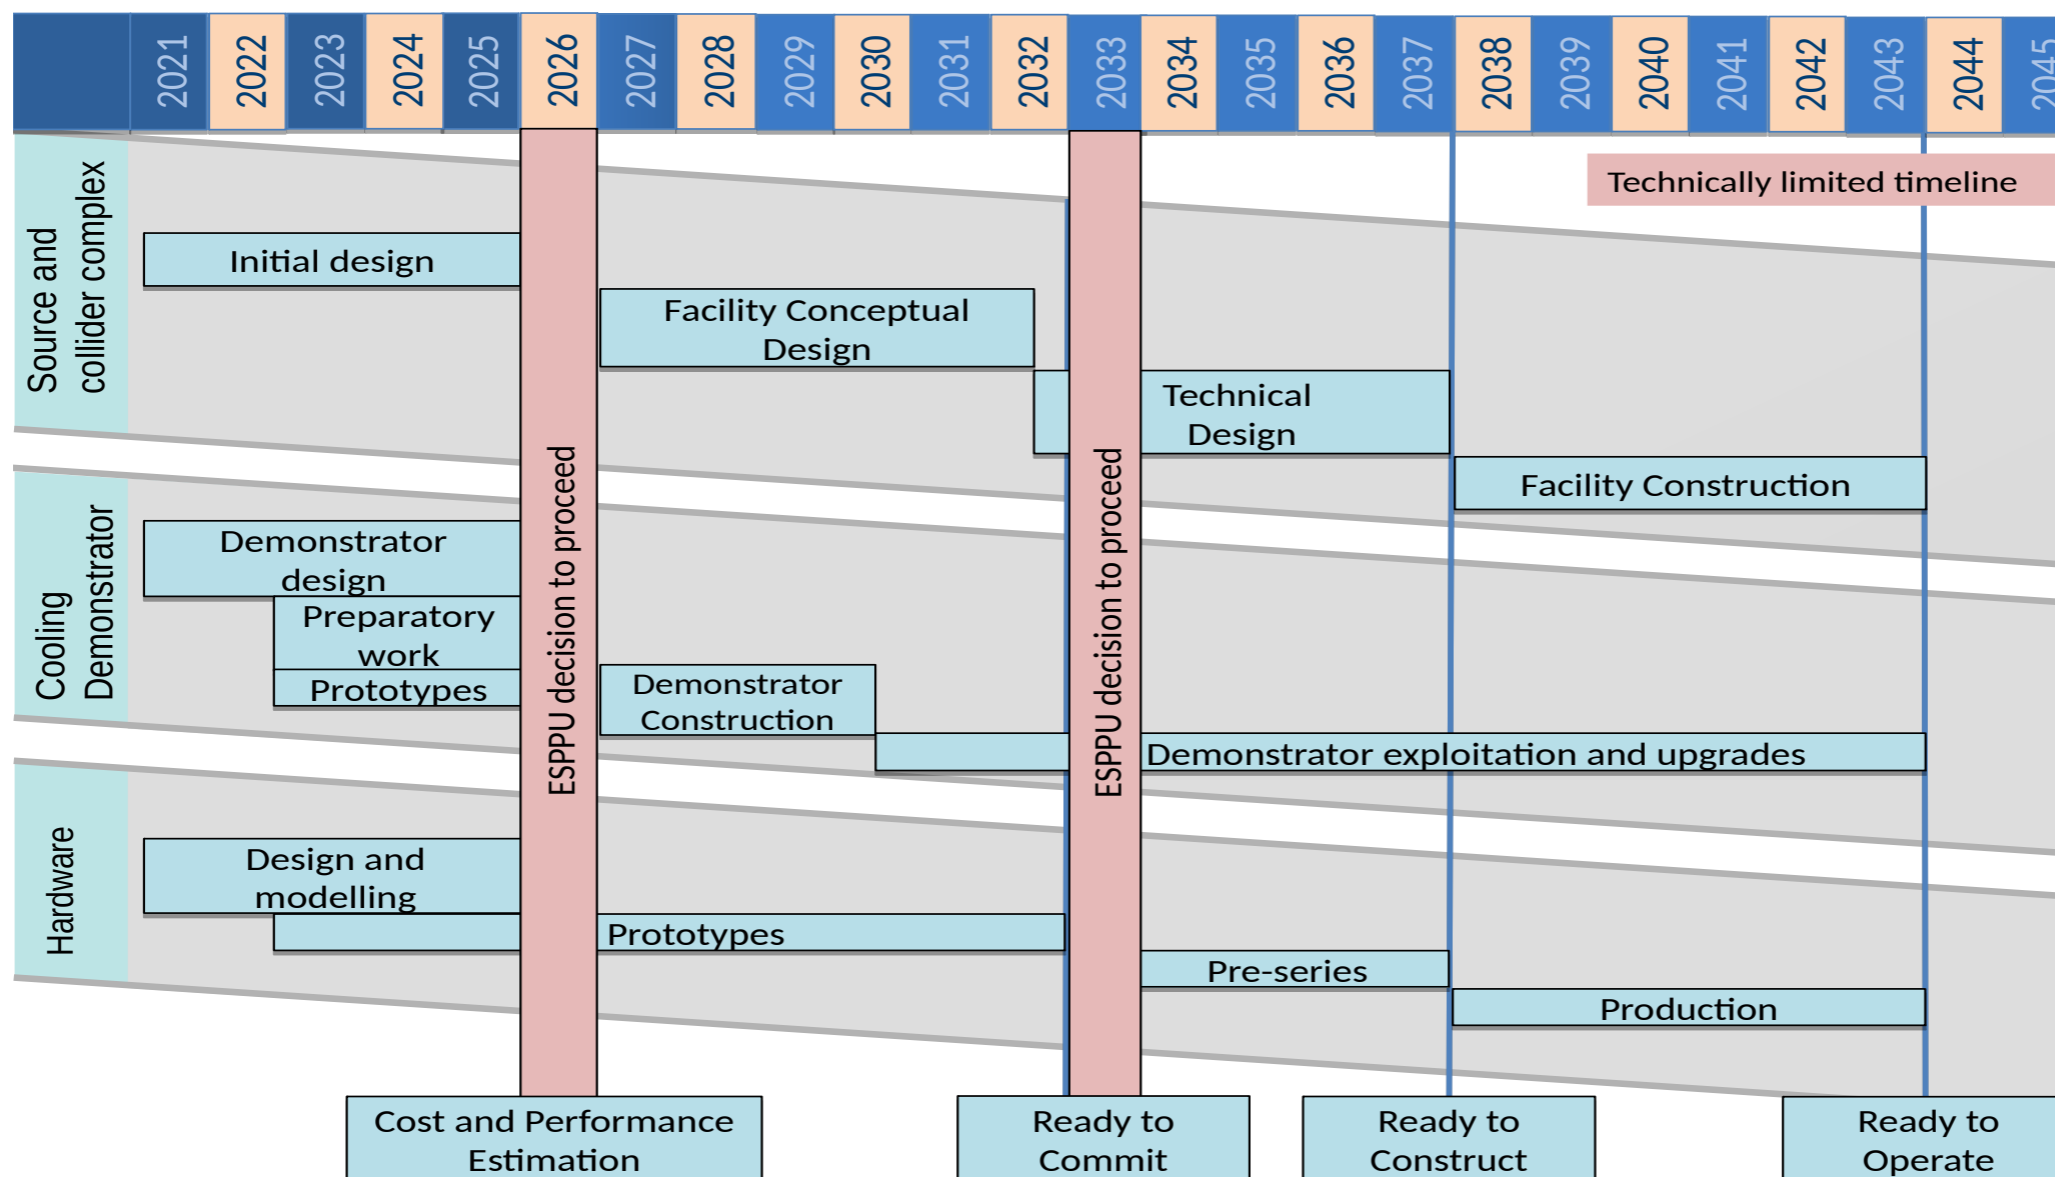 2021
2022
2023
2024
2025
2026
2027
2028
2029
2030
2031
2032
2033
2034
2035
2036
2037
2038
2039
2040
2041
2042
2043
2044
2045
Technically limited timeline
Source and
collider complex
Initial design
Facility Conceptual
Design
Technical
Design
Facility Construction
Cooling
Demonstrator
Demonstrator
design
Preparatory
work
Prototypes
Demonstrator
Construction
Demonstrator exploitation and upgrades
ESPPU decision to proceed
ESPPU decision to proceed
Hardware
Design and
modelling
Prototypes
Pre-series
Production
Cost and Performance
Estimation
Ready to
Commit
Ready to
Construct
Ready to
Operate